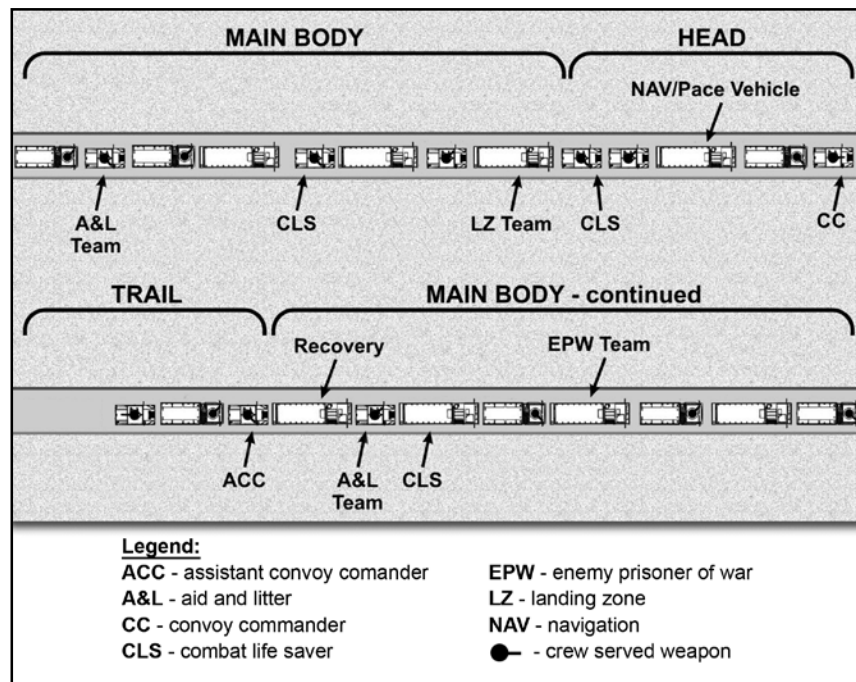 MAIN BODY
HEAD
NAV/Pace Vehicle
A&L
Team
CLS
LZ Team
CLS
CC
TRAIL
MAIN BODY - continued
Recovery
EPW Team
ACC
A&L
Team
CLS
Legend:
ACC - assistant convoy comander
A&L - aid and litter
CC - convoy commander
CLS - combat life saver
EPW - enemy prisoner of war
LZ - landing zone
NAV - navigation
- crew served weapon